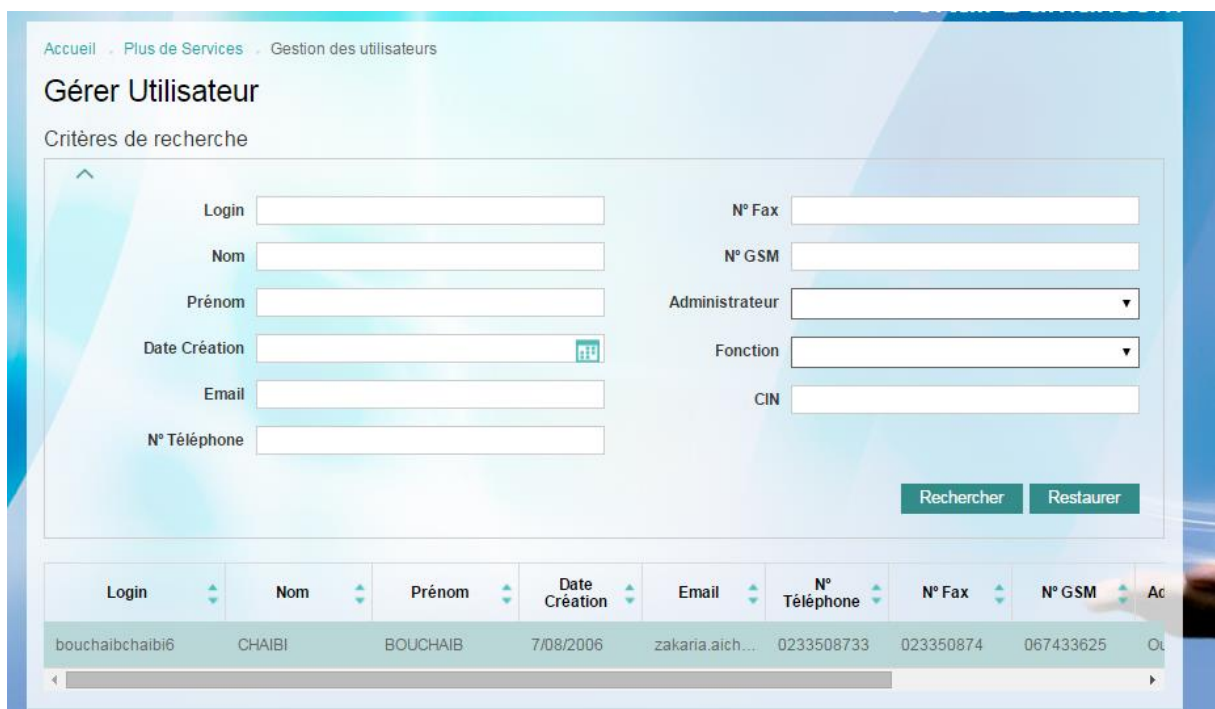 Accueil . Plus de Services . Gestion des utilisateurs
Gérer Utilisateur
Critères de recherche
Login
Nom
Prénom
Date Création
Email
N° Téléphone
N° Fax
N° GSM
Administrateur
Fonction
CIN
Rechercher Restaurer
Login Nom Prénom Date Création Email N° Téléphone N° Fax N° GSM Ad
bouchaibchaibi6 CHAIBI BOUCHAIB 7/08/2006 zakaria.aich... 0233508733 023350874 067433625 Ou